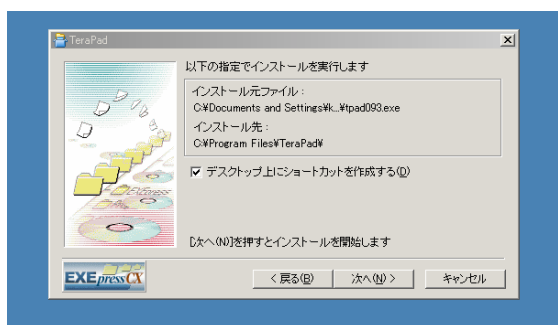 TeraPad
以下の指定でインストールを実行します
インストール元ファイル：
C:¥Documents and Settings¥k...¥tpad093.exe
インストール先：
C:¥Program Files¥TeraPad¥
デスクトップ上にショートカットを作成する(D)
[次へ(N)]を押すとインストールを開始します
EXEpress CX
< 戻る(B)
次へ(N) >
キャンセル